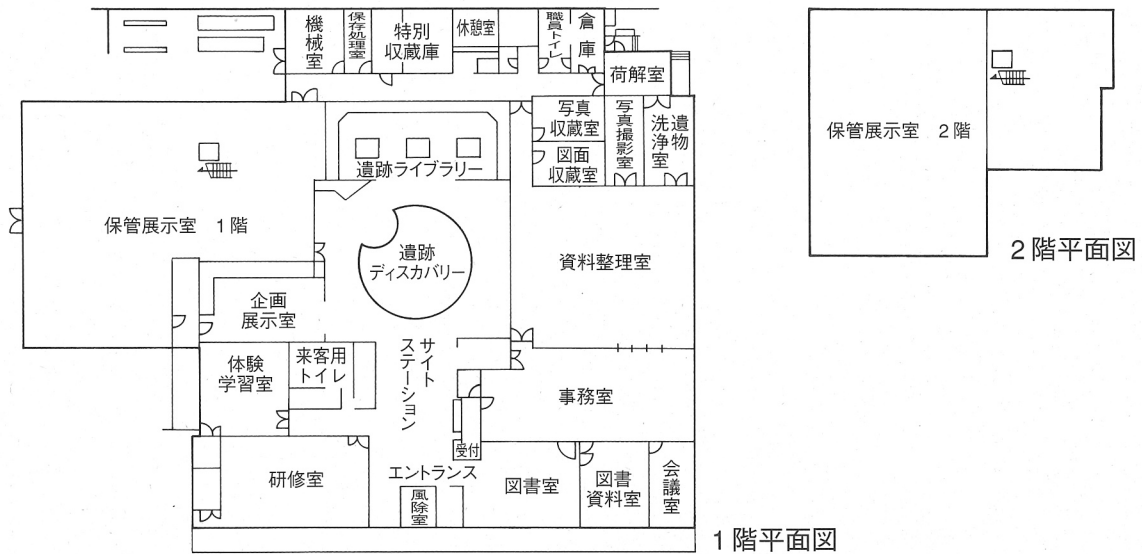 機械室
保存処理室
特別
収蔵庫
休憩室
職員トイレ
倉庫
荷解室
写真
収蔵室
図面
収蔵室
写真撮影室
遺物
洗浄室
遺跡ライブラリー
保管展示室 1階
遺跡
ディスカバリー
資料整理室
企画
展示室
サイト
ステーション
体験
学習室
来客用
トイレ
事務室
受付
研修室
エントランス
風除室
図書室
図書
資料室
会議室
1階平面図
保管展示室 2階
2階平面図